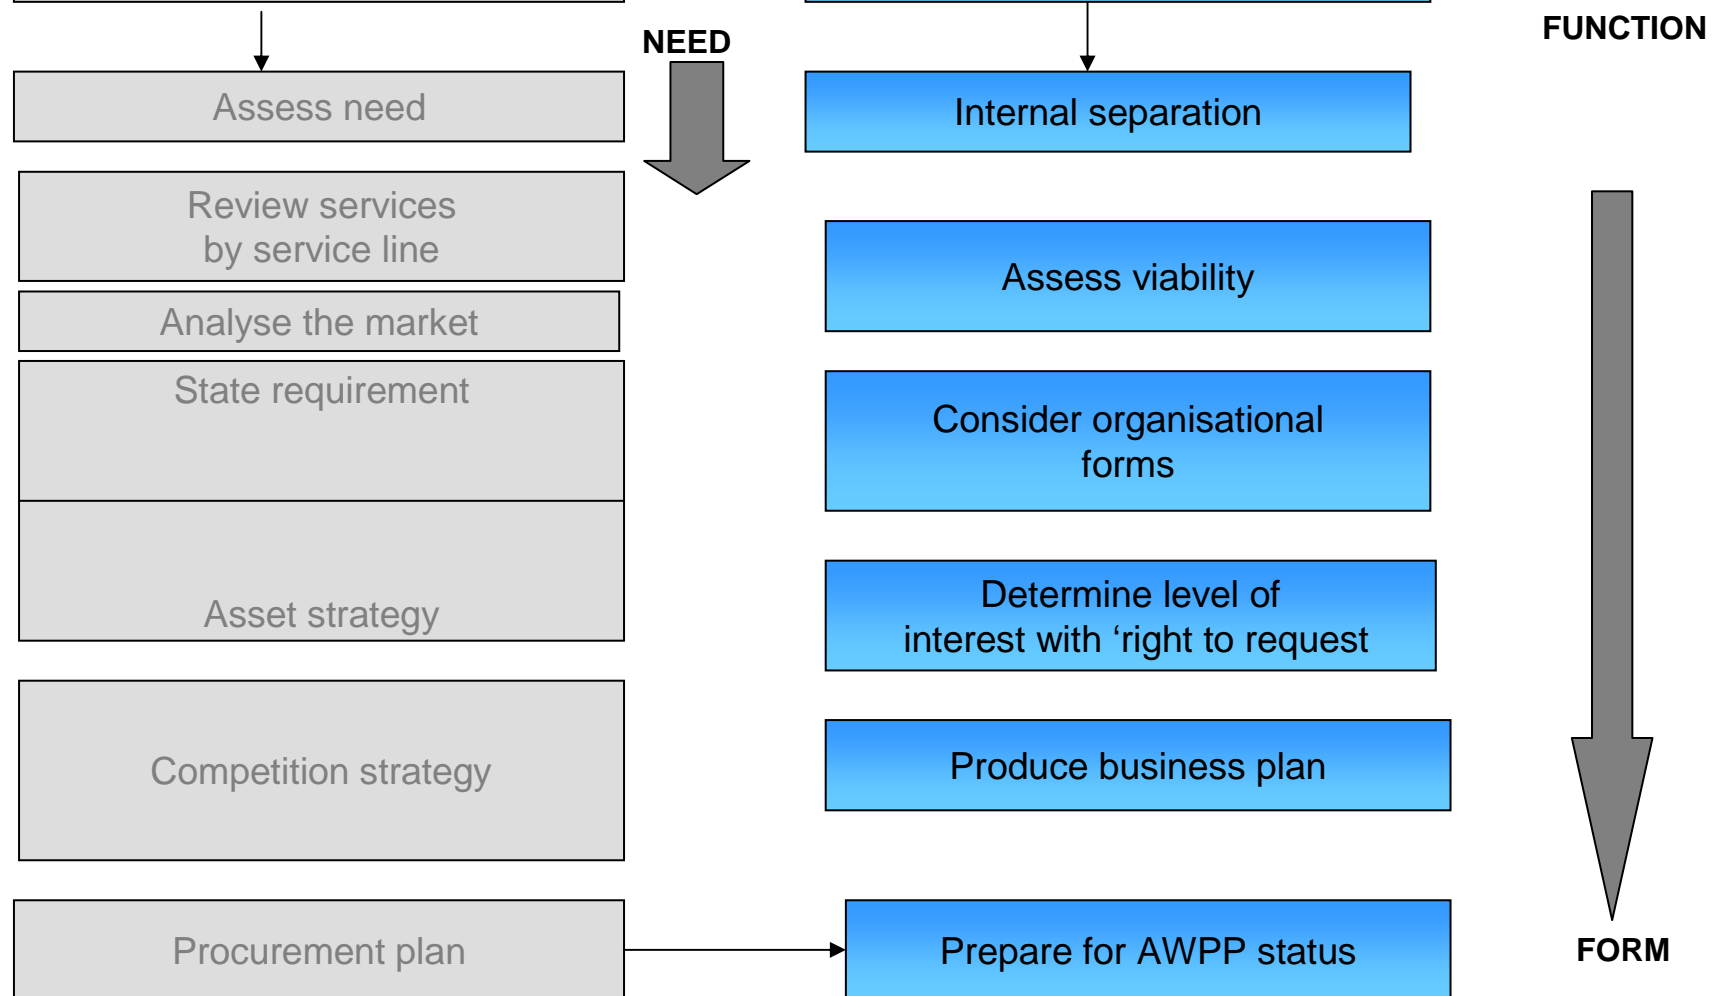 NEED
FUNCTION
Assess need
Review services
by service line
Analyse the market
State requirement
Asset strategy
Competition strategy
Procurement plan
Internal separation
Assess viability
Consider organisational
forms
Determine level of
interest with ‘right to request
Produce business plan
Prepare for AWPP status
FORM